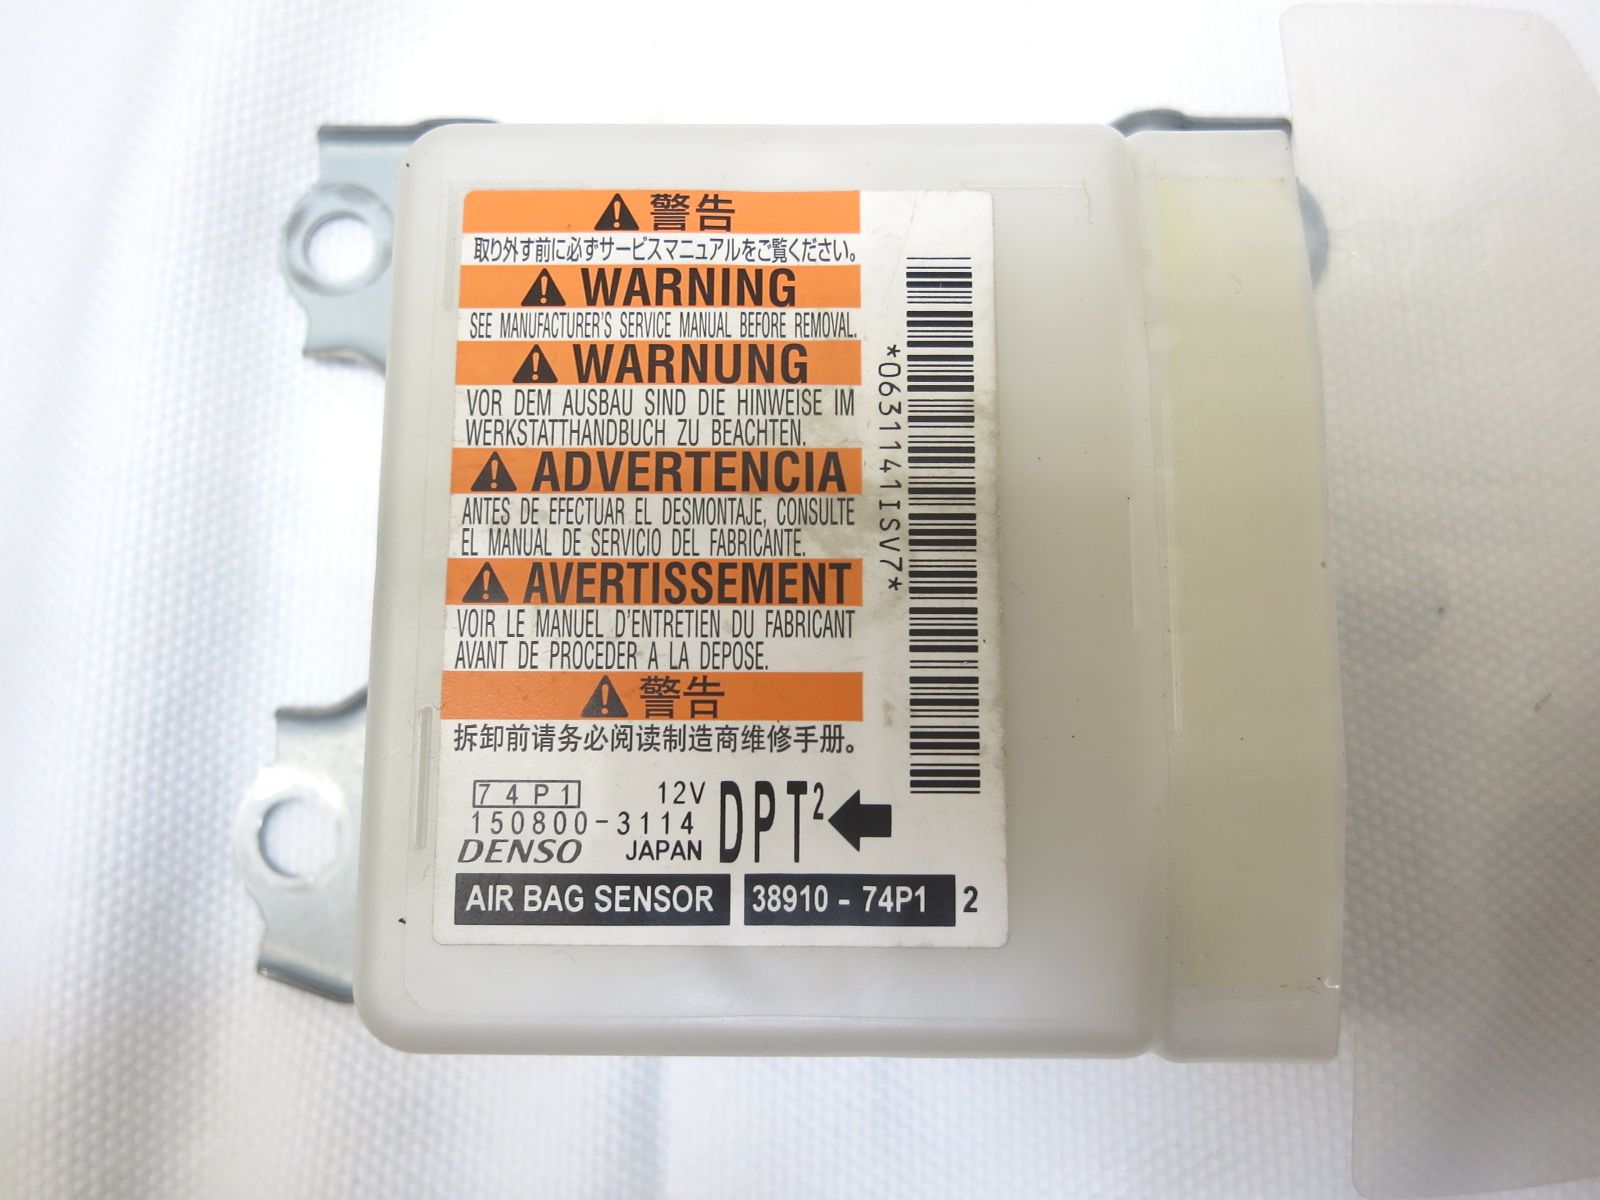 警告
取り外す前に必ずサービスマニュアルをご覧ください。
WARNING
SEE MANUFACTURER'S SERVICE MANUAL BEFORE REMOVAL.
WARNUNG
VOR DEM AUSBAU SIND DIE HINWEISE IM
WERKSTATTHANDBUCH ZU BEACHTEN.
ADVERTENCIA
ANTES DE EFECTUAR EL DESMONTAJE, CONSULTE
EL MANUAL DE SERVICIO DEL FABRICANTE.
AVERTISSEMENT
VOIR LE MANUEL D'ENTRETIEN DU FABRICANT
AVANT DE PROCEDER A LA DEPOSE.
警告
拆卸前请务必阅读制造商维修手册。
*06311411ISV7*
74P1 12V DPT2
150800-3114
DENSO JAPAN
AIR BAG SENSOR 38910-74P1 2